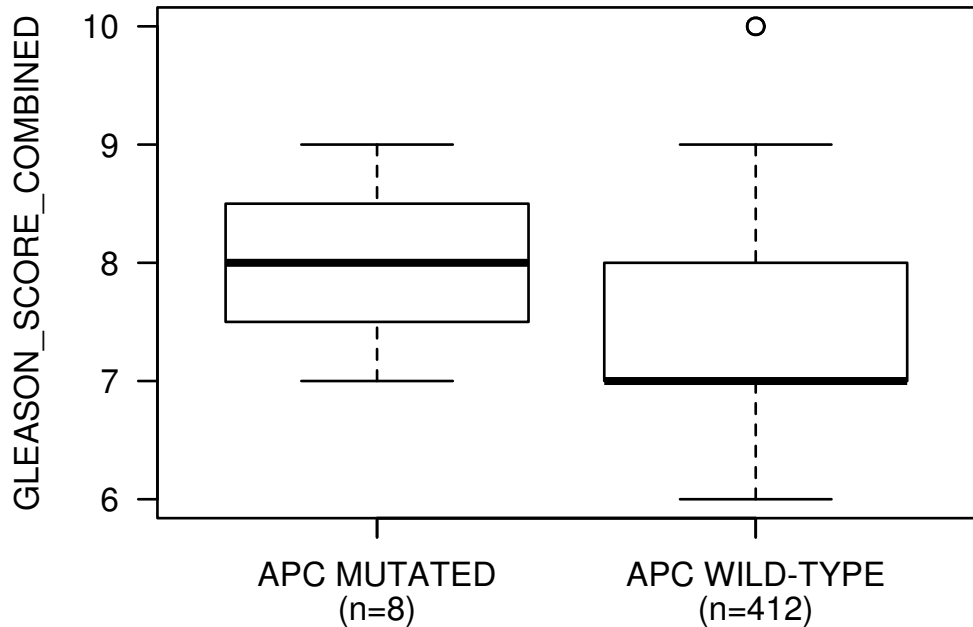 GLEASON_SCORE_COMBINED
10
9
8
7
6
APC MUTATED
(n=8)
APC WILD-TYPE
(n=412)